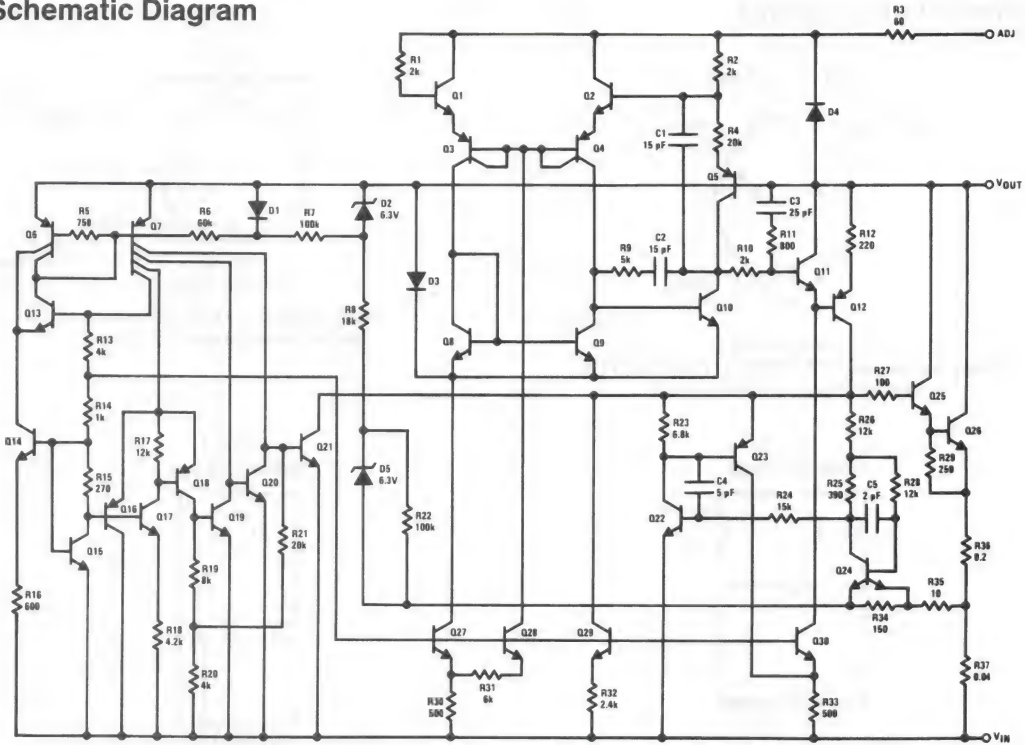 Schematic Diagram
R3
60
ADJ
R1
2k
Q1
Q2
R2
2k
D4
C1
15 pF
R4
20k
Q3
Q4
Q5
VOUT
R5
750
Q6
Q7
R6
60k
D1
R7
100k
D2
6.3V
C3
25 pF
R9
5k
C2
15 pF
R10
2k
R11
800
R12
220
Q11
D3
Q12
Q13
R8
18k
Q10
R13
4k
Q8
Q9
R27
100
Q25
R14
1k
R17
12k
Q21
R23
6.8k
Q23
R26
12k
Q26
Q14
R29
250
R15
270
Q18
Q20
D5
6.3V
C4
5 pF
R25
390
C5
2 pF
R28
12k
Q16
Q17
Q19
R22
100k
Q22
R24
15k
Q15
R21
20k
R36
0.2
Q24
R19
8k
R35
10
R16
600
R34
150
R18
4.2k
Q27
Q28
Q29
Q30
R20
4k
R31
6k
R37
0.04
R30
500
R32
2.4k
R33
500
VIN